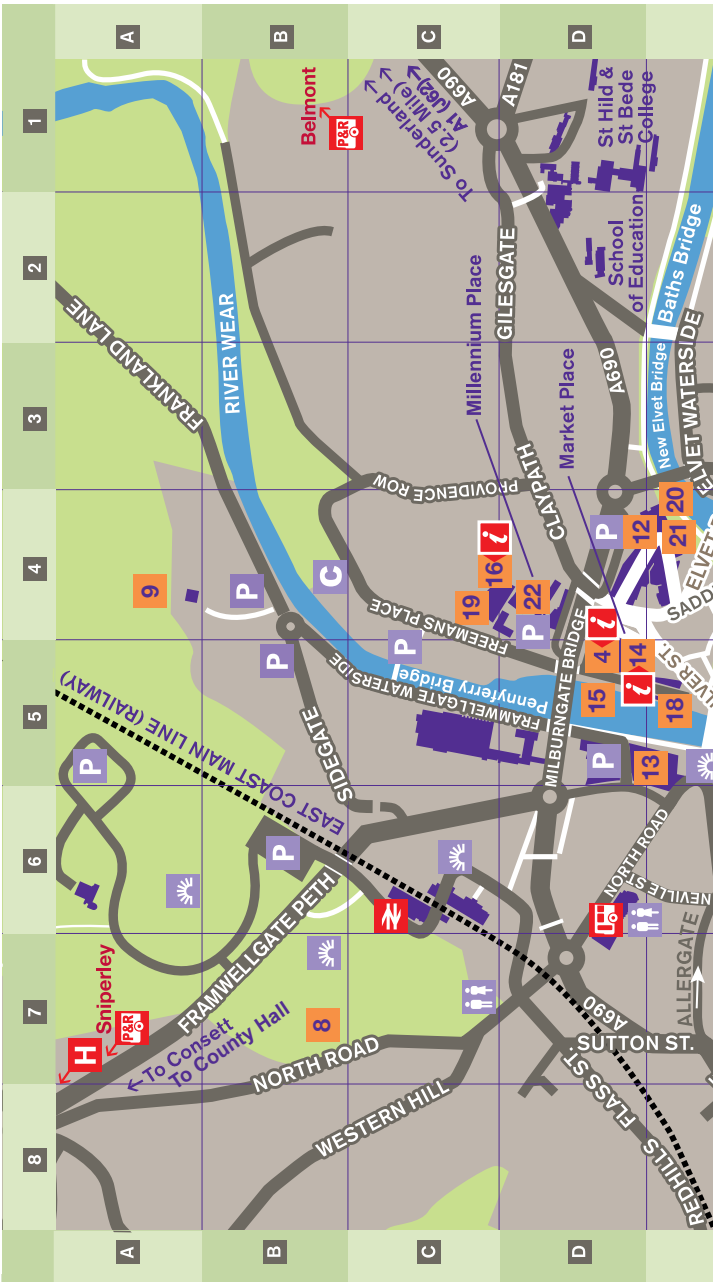 A
B
C
D
1
2
3
4
5
6
7
8
A
B
C
D
Belmont
P&R
To Sunderland
(2.5 Mile)
A1 (J62)
A690
A181
St Hild &
St Bede
College
School
of Education
Baths Bridge
New Elvet Bridge
ELVET WATERSIDE
GILESGATE
A690
Millennium Place
Market Place
CLAYPATH
PROVIDENCE ROW
FRANKLAND LANE
RIVER WEAR
9
P
C
P
P
19
16
i
22
P
P
12
20
21
i
4
14
15
i
18
13
P
FREEMANS PLACE
FRAMWELLGATE WATERSIDE
Pennyferry Bridge
MILBURNGATE BRIDGE
EAST COAST MAIN LINE (RAILWAY)
SIDEGATE
P
P
NORTH ROAD
NEVILLE ST
ALLERGATE
FRAMWELLGATE PETH
Sniperley
P&R
H
To Consett
To County Hall
8
NORTH ROAD
WESTERN HILL
A690
SUTTON ST.
FLASS ST.
REDHILLS